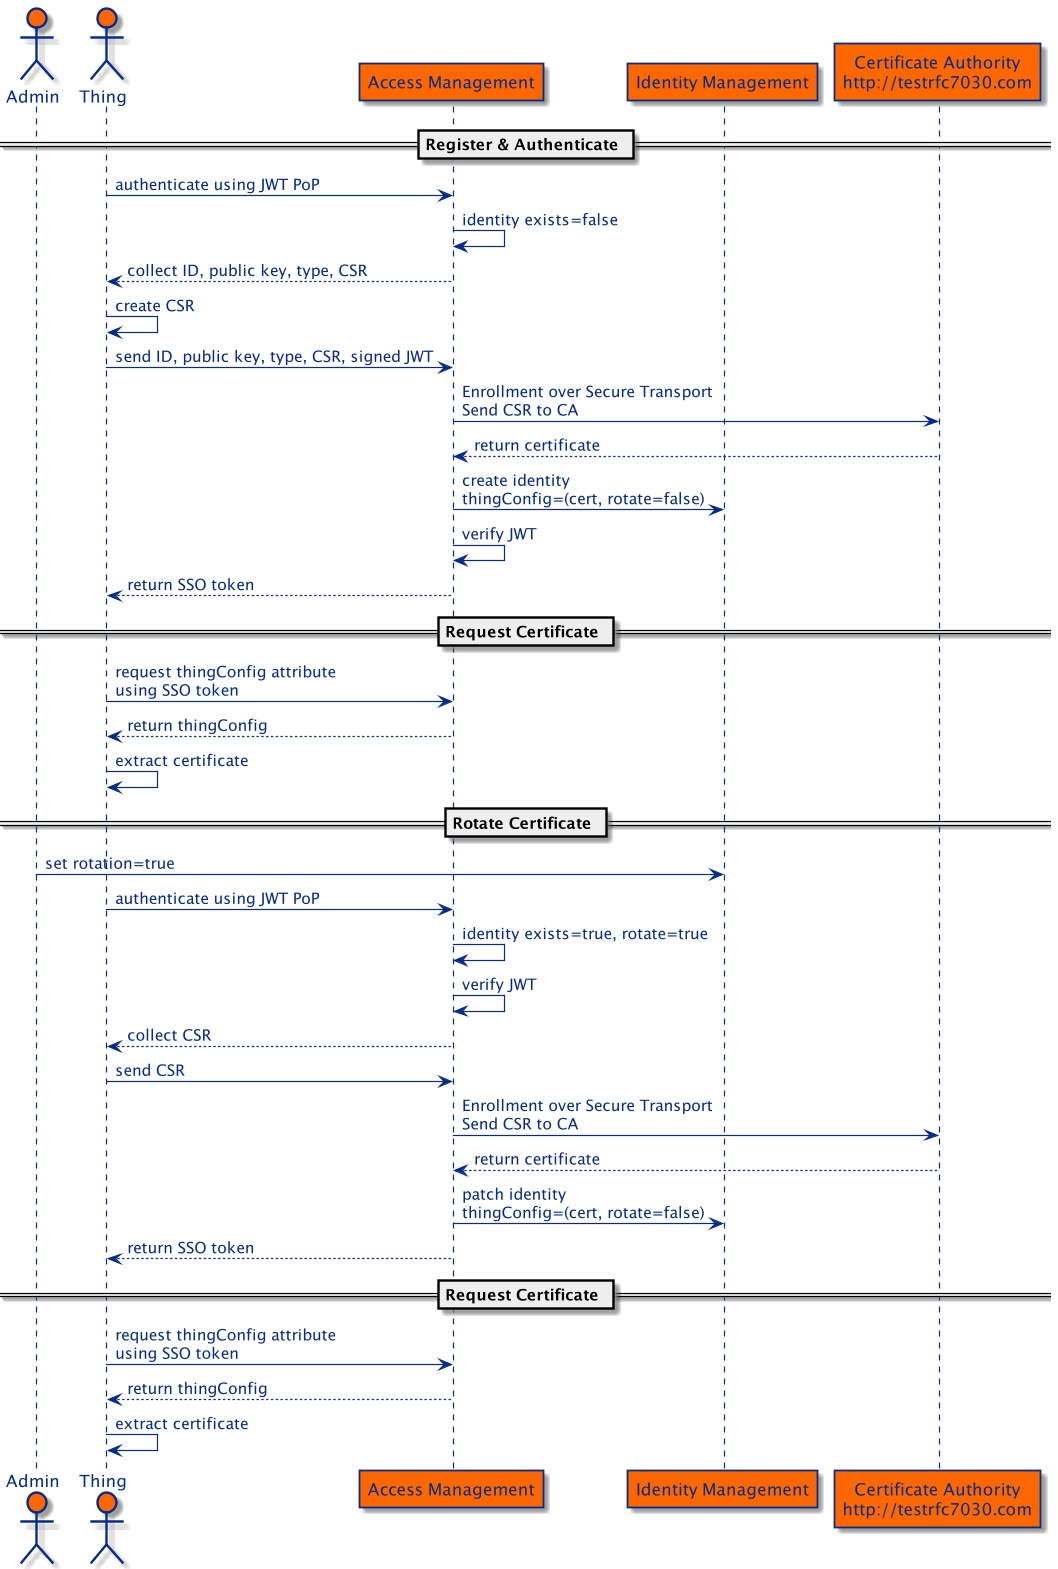 Admin
Thing
Access Management
Identity Management
Certificate Authority
http://testrfc7030.com
Register & Authenticate
authenticate using JWT PoP
identity exists=false
collect ID, public key, type, CSR
create CSR
send ID, public key, type, CSR, signed JWT
Enrollment over Secure Transport
Send CSR to CA
return certificate
create identity
thingConfig=(cert, rotate=false)
verify JWT
return SSO token
Request Certificate
request thingConfig attribute
using SSO token
return thingConfig
extract certificate
Rotate Certificate
set rotation=true
authenticate using JWT PoP
identity exists=true, rotate=true
verify JWT
collect CSR
send CSR
Enrollment over Secure Transport
Send CSR to CA
return certificate
patch identity
thingConfig=(cert, rotate=false)
return SSO token
Request Certificate
request thingConfig attribute
using SSO token
return thingConfig
extract certificate
Admin
Thing
Access Management
Identity Management
Certificate Authority
http://testrfc7030.com